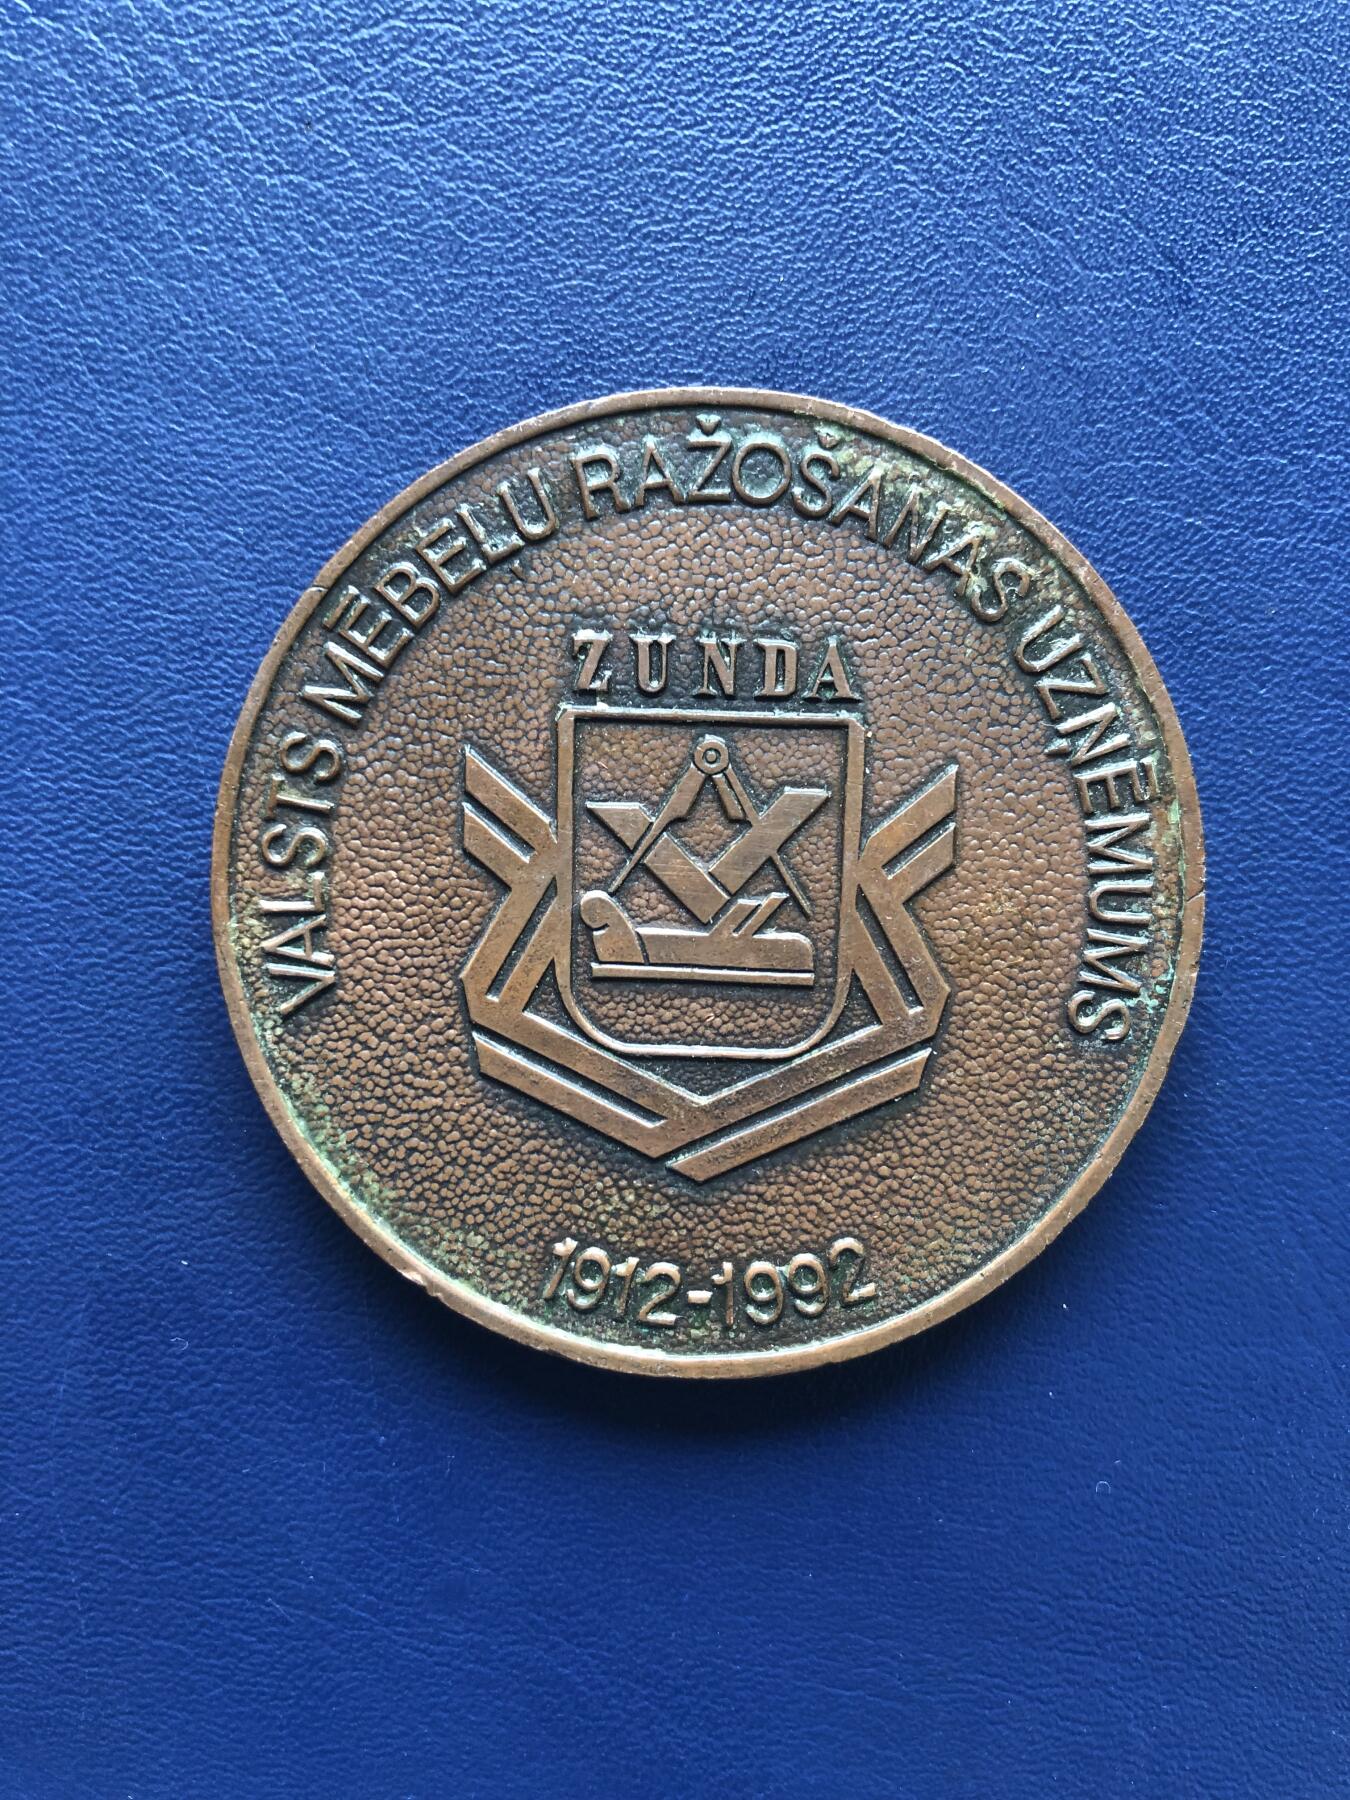 VALSTS MĒBEĻU RAŽOŠANAS UZŅĒMUMS
ZUNDA
1912-1992